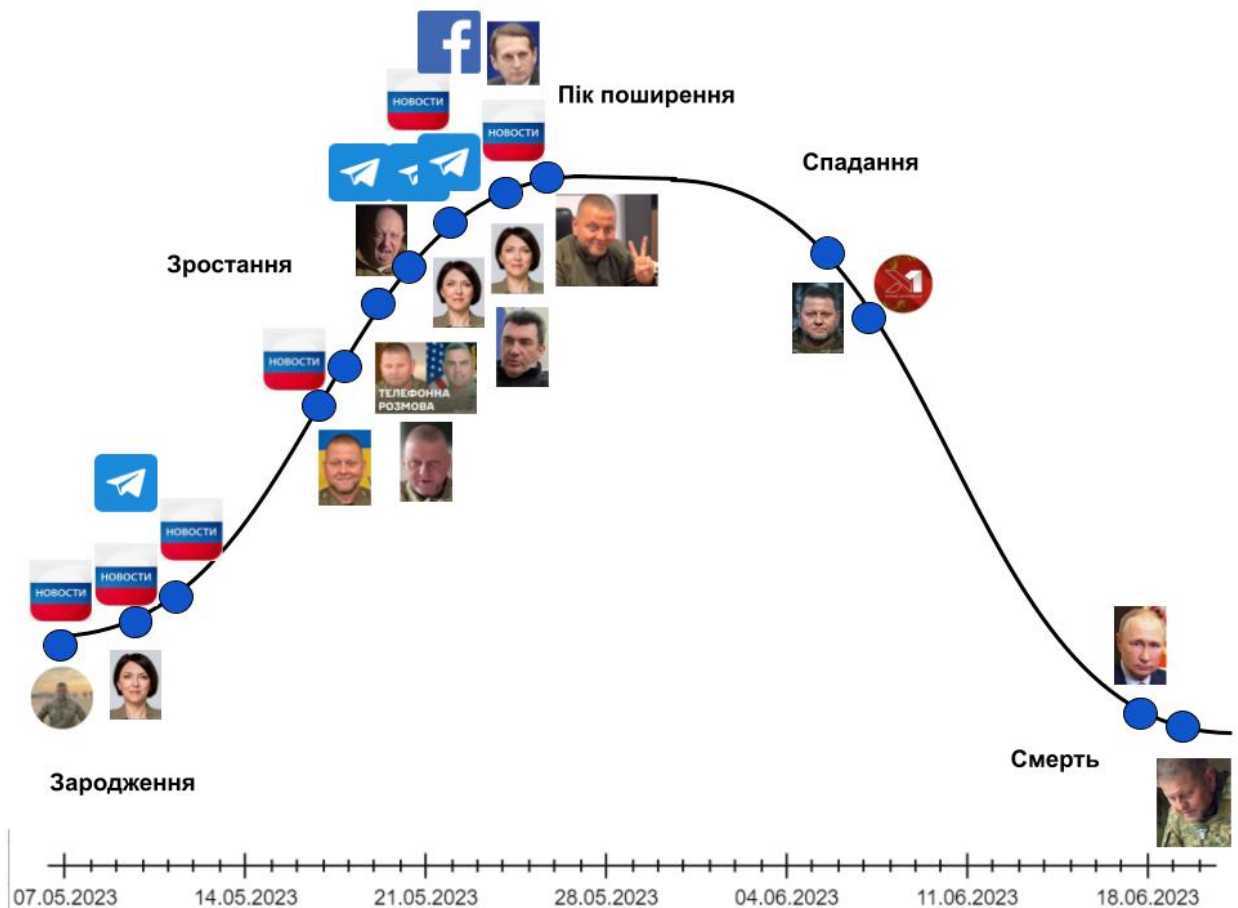 Пік поширення
НОВОСТИ
НОВОСТИ
Спадання
Зростання
НОВОСТИ
ТЕЛЕФОННА
РОЗМОВА
НОВОСТИ
НОВОСТИ
НОВОСТИ
Смерть
Зародження
07.05.2023
14.05.2023
21.05.2023
28.05.2023
04.06.2023
11.06.2023
18.06.2023